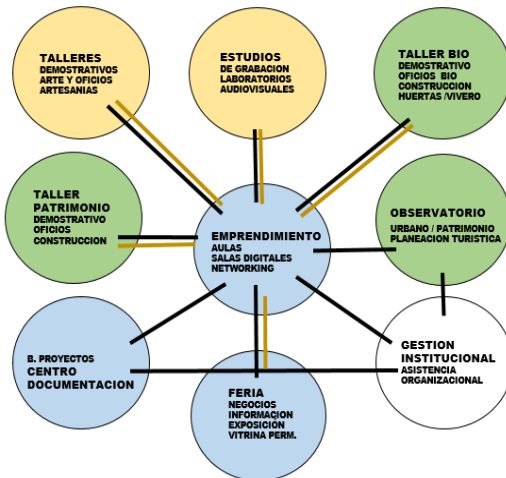 TALLERES
DEMOSTRATIVOS
ARTE Y OFICIOS
ARTESANIAS
ESTUDIOS
DE GRABACION
LABORATORIOS
AUDIOVISUALES
TALLER BIO
DEMOSTRATIVO
OFICIOS BIO
CONSTRUCCION
HUERTAS /VIVERO
TALLER
PATRIMONIO
DEMOSTRATIVO
OFICIOS
CONSTRUCCION
EMPRENDIMIENTO
AULAS
SALAS DIGITALES
NETWORKING
OBSERVATORIO
URBANO / PATRIMONIO
PLANEACION TURISTICA
B. PROYECTOS
CENTRO
DOCUMENTACION
FERIA
NEGOCIOS
INFORMACION
EXPOSICIÓN
VITRINA PERM.
GESTION
INSTITUCIONAL
ASISTENCIA
ORGANIZACIONAL